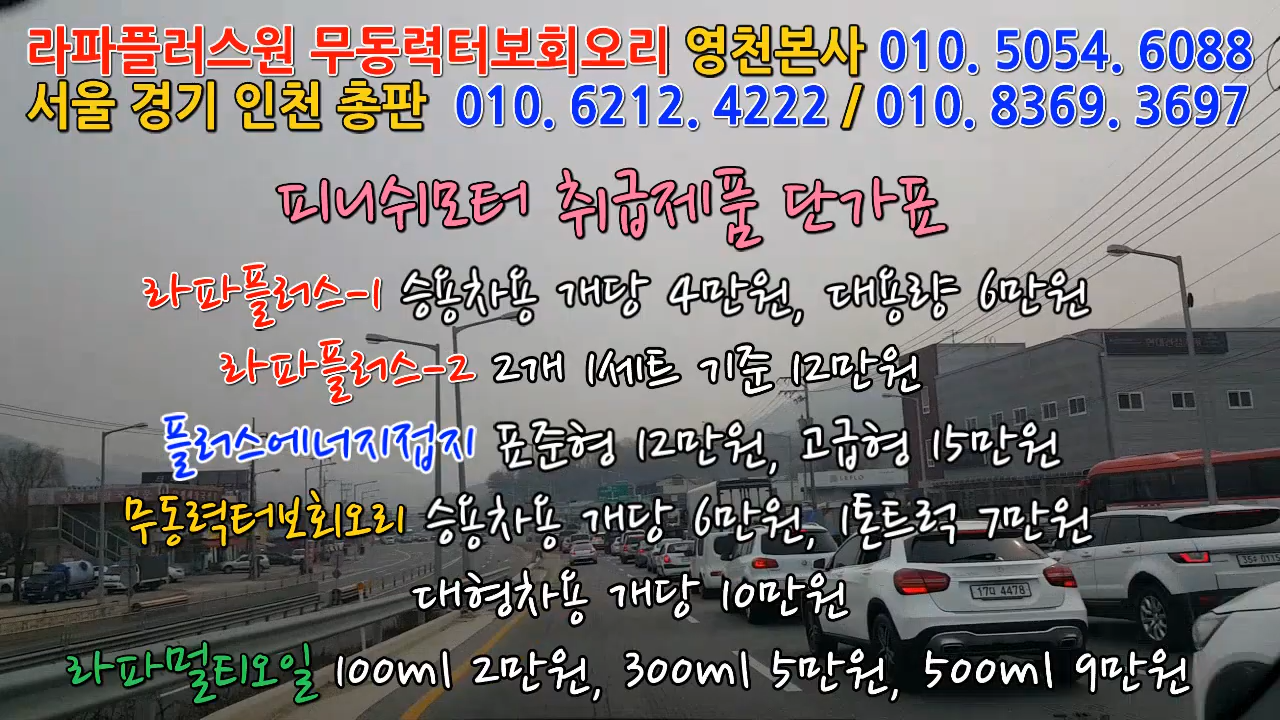 라파플러스원 무동력터보회오리 영천본사 010. 5054. 6088
서울 경기 인천 총판 010. 6212. 4222 / 010. 8369. 3697
피니쉬모터 취급제품 단가표
라파플러스-1 승용차용 개당 4만원, 대용량 6만원
라파플러스-2 2개 1세트 기준 12만원
플러스에너지접지 표준형 12만원, 고급형 15만원
무동력터보회오리 승용차용 개당 6만원, 1톤트럭 7만원
대형차용 개당 10만원
라파멀티오일 100ml 2만원, 300ml 5만원, 500ml 9만원
17더 4478